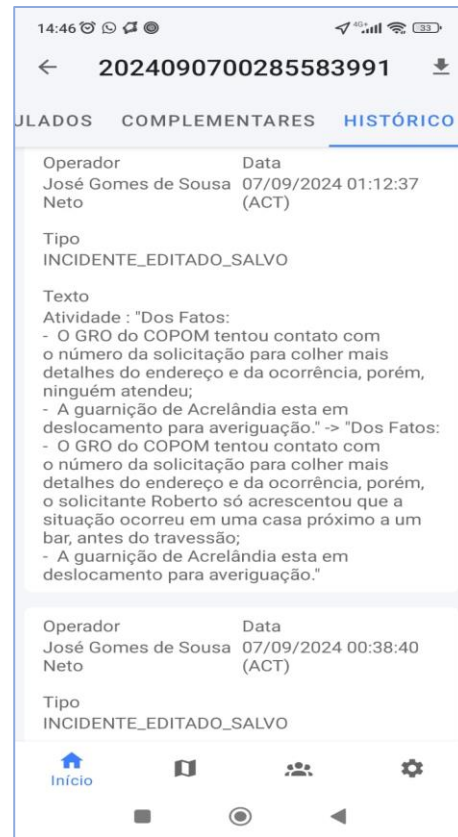 14:46
4G+
33
2024090700285583991
ULADOS COMPLEMENTARES HISTÓRICO
Operador Data
José Gomes de Sousa 07/09/2024 01:12:37
Neto (ACT)
Tipo
INCIDENTE_EDITADO_SALVO
Texto
Atividade : "Dos Fatos:
- O GRO do COPOM tentou contato com
o número da solicitação para colher mais
detalhes do endereço e da ocorrência, porém,
ninguém atendeu;
- A guarnição de Acrelândia esta em
deslocamento para averiguação." -> "Dos Fatos:
- O GRO do COPOM tentou contato com
o número da solicitação para colher mais
detalhes do endereço e da ocorrência, porém,
o solicitante Roberto só acrescentou que a
situação ocorreu em uma casa próximo a um
bar, antes do travessão;
- A guarnição de Acrelândia esta em
deslocamento para averiguação."
Operador Data
José Gomes de Sousa 07/09/2024 00:38:40
Neto (ACT)
Tipo
INCIDENTE_EDITADO_SALVO
Início